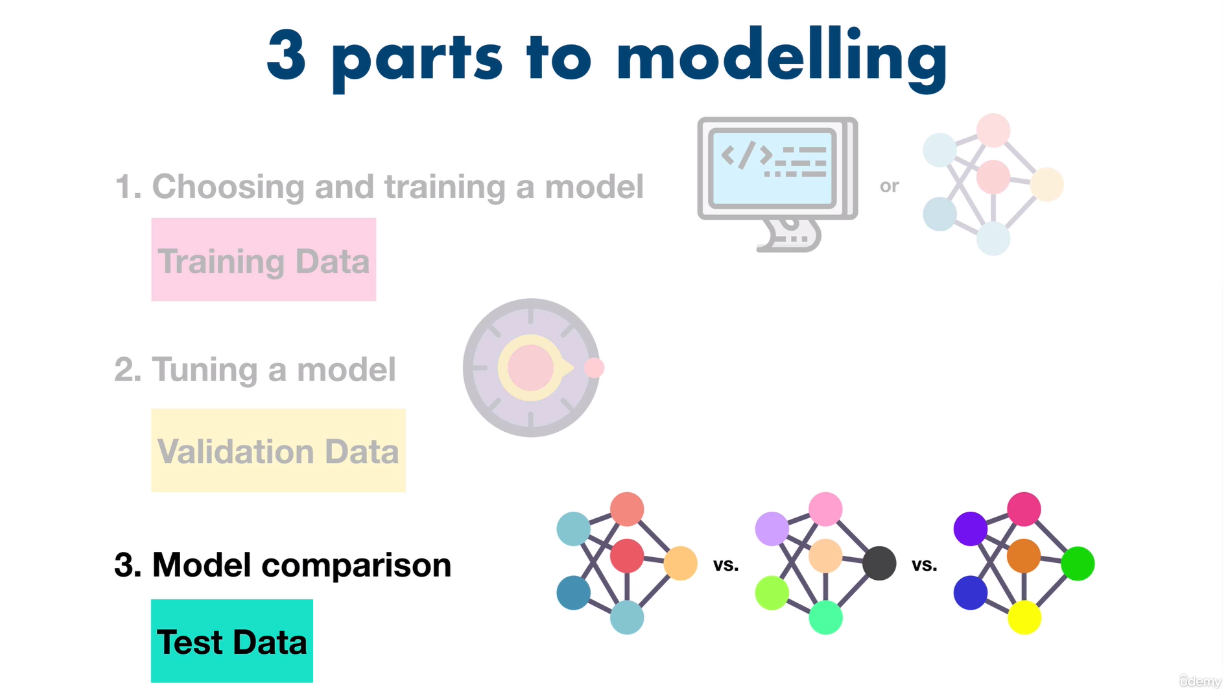 3 parts to modelling
1. Choosing and training a model
or
Training Data
2. Tuning a model
Validation Data
3. Model comparison
vs.
vs.
Test Data
ûdemy